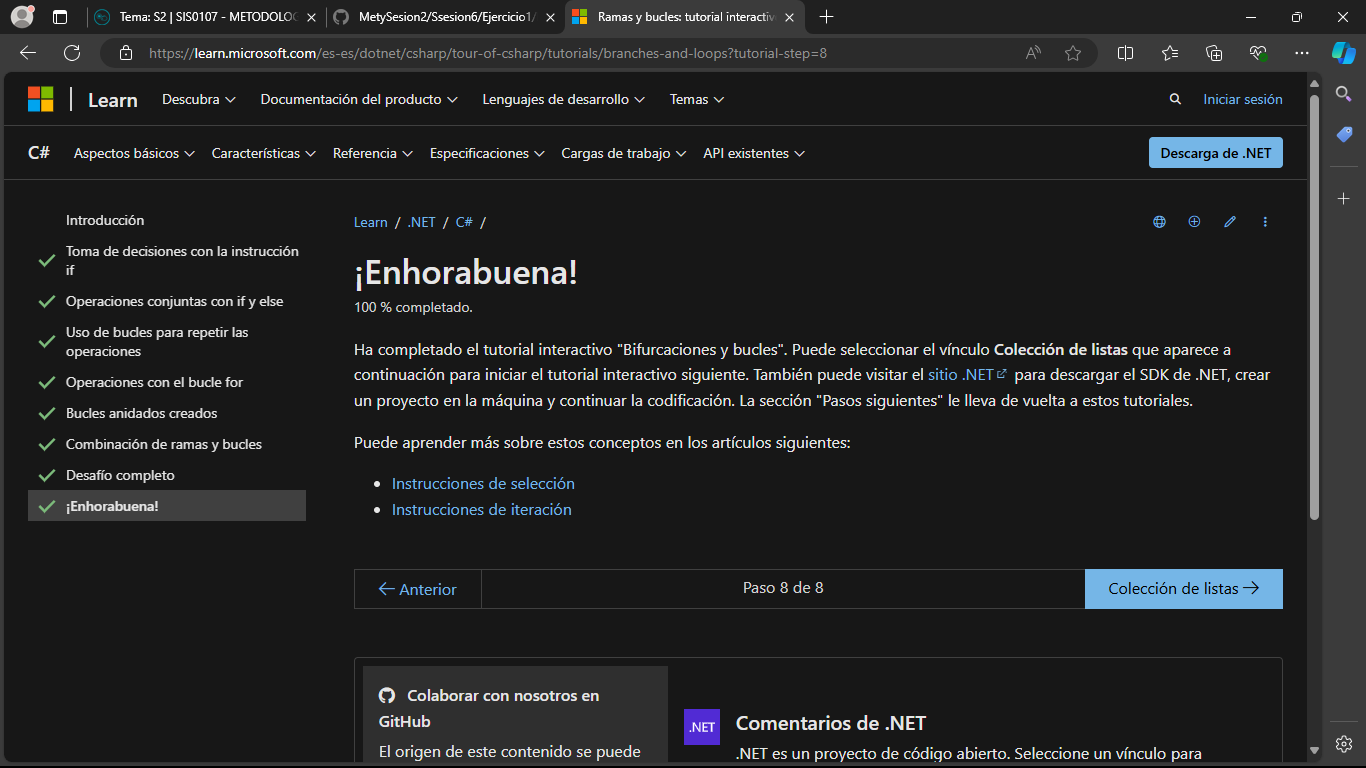 Tema: S2 | SIS0107 - METODOLOG
MetySesion2/Ssesion6/Ejercicio1/
Ramas y bucles: tutorial interactiv
https://learn.microsoft.com/es-es/dotnet/csharp/tour-of-csharp/tutorials/branches-and-loops?tutorial-step=8
Learn
Descubra
Documentación del producto
Lenguajes de desarrollo
Temas
Iniciar sesión
C#
Aspectos básicos
Características
Referencia
Especificaciones
Cargas de trabajo
API existentes
Descarga de .NET
Introducción
Toma de decisiones con la instrucción
if
Operaciones conjuntas con if y else
Uso de bucles para repetir las
operaciones
Operaciones con el bucle for
Bucles anidados creados
Combinación de ramas y bucles
Desafío completo
¡Enhorabuena!
Learn / .NET / C# /
¡Enhorabuena!
100 % completado.
Ha completado el tutorial interactivo "Bifurcaciones y bucles". Puede seleccionar el vínculo Colección de listas que aparece a
continuación para iniciar el tutorial interactivo siguiente. También puede visitar el sitio .NET para descargar el SDK de .NET, crear
un proyecto en la máquina y continuar la codificación. La sección "Pasos siguientes" le lleva de vuelta a estos tutoriales.
Puede aprender más sobre estos conceptos en los artículos siguientes:
Instrucciones de selección
Instrucciones de iteración
Anterior
Paso 8 de 8
Colección de listas
Colaborar con nosotros en
GitHub
El origen de este contenido se puede
.NET
Comentarios de .NET
.NET es un proyecto de código abierto. Seleccione un vínculo para